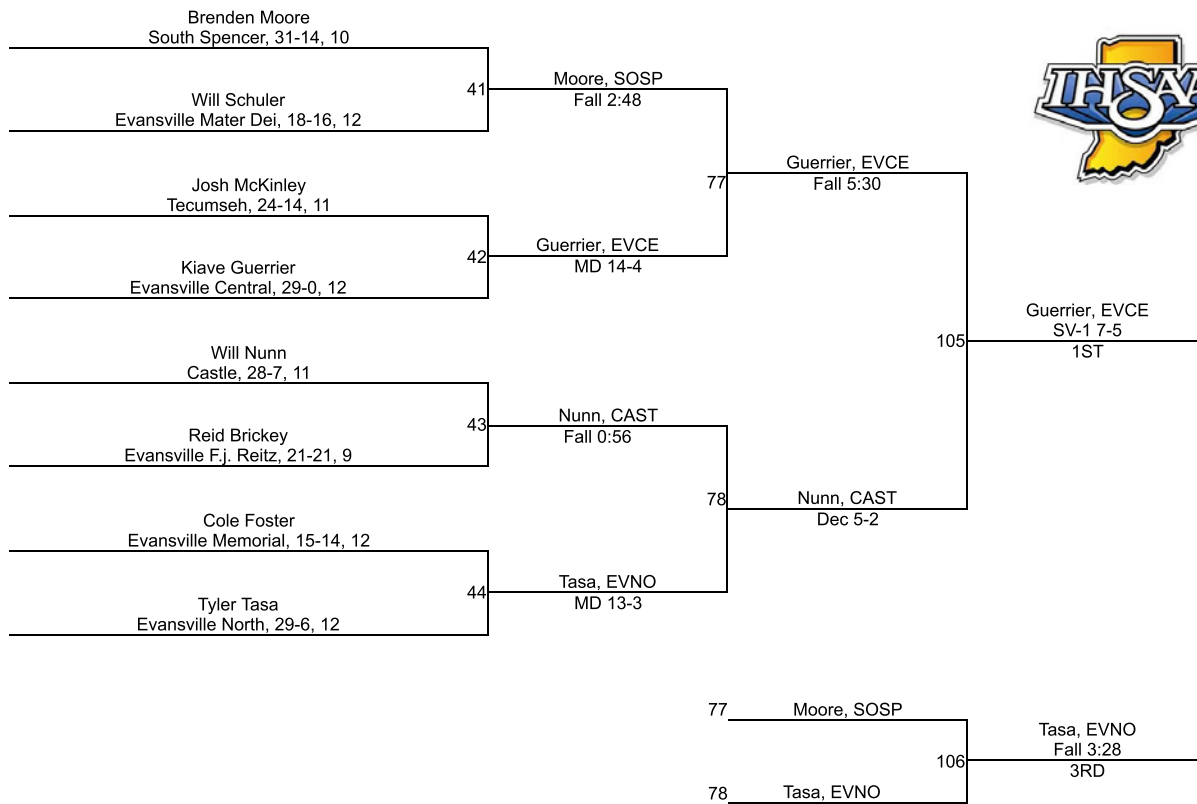 Brenden Moore
South Spencer, 31-14, 10
Will Schuler
Evansville Mater Dei, 18-16, 12
41
Moore, SOSP
Fall 2:48
Josh McKinley
Tecumseh, 24-14, 11
Kiave Guerrier
Evansville Central, 29-0, 12
42
Guerrier, EVCE
MD 14-4
77
Guerrier, EVCE
Fall 5:30
Will Nunn
Castle, 28-7, 11
Reid Brickey
Evansville F.j. Reitz, 21-21, 9
43
Nunn, CAST
Fall 0:56
Cole Foster
Evansville Memorial, 15-14, 12
Tyler Tasa
Evansville North, 29-6, 12
44
Tasa, EVNO
MD 13-3
78
Nunn, CAST
Dec 5-2
105
Guerrier, EVCE
SV-1 7-5
1ST
77
Moore, SOSP
78
Tasa, EVNO
106
Tasa, EVNO
Fall 3:28
3RD
IHSAA